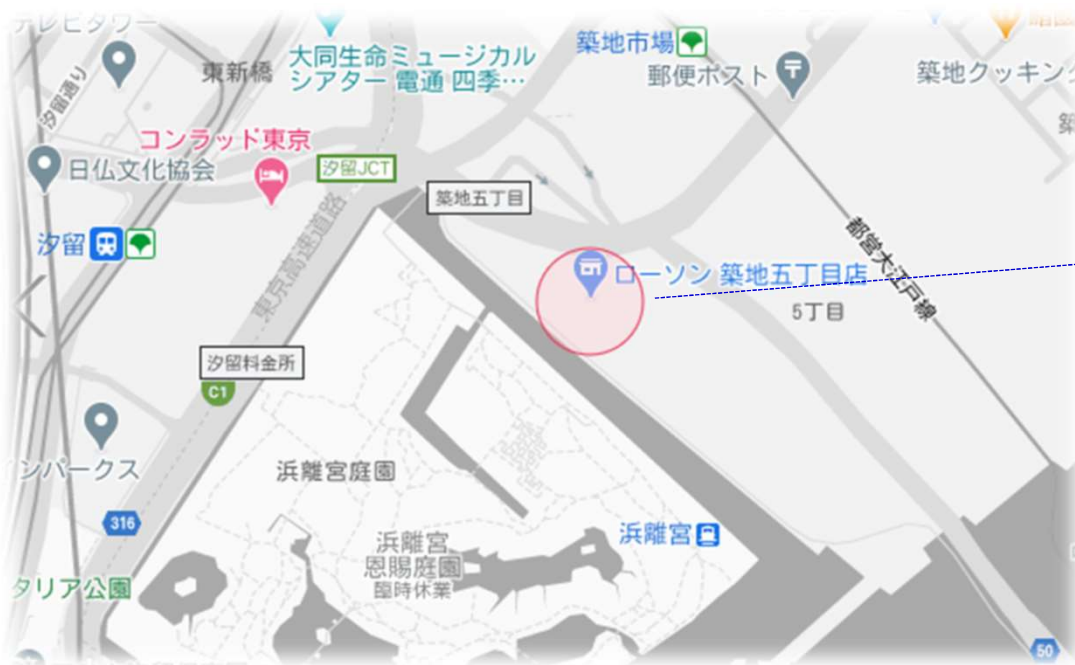 テレビタワー
汐留通り
東新橋
大同生命ミュージカル
シアター 電通 四季…
築地市場
郵便ポスト
築地クッキング
築
コンラッド東京
日仏文化協会
汐留JCT
築地五丁目
汐留
東京高速道路
ローソン 築地五丁目店
都営大江戸線
5丁目
汐留料金所
C1
ンパークス
浜離宮庭園
316
浜離宮
浜離宮
恩賜庭園
臨時休業
タリア公園
50